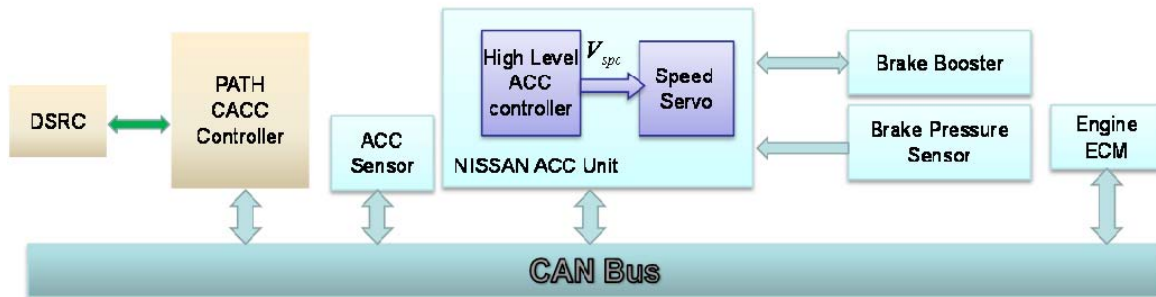 DSRC
PATH
CACC
Controller
ACC
Sensor
High Level
ACC
controller
V_spc
Speed
Servo
NISSAN ACC Unit
Brake Booster
Brake Pressure
Sensor
Engine
ECM
CAN Bus